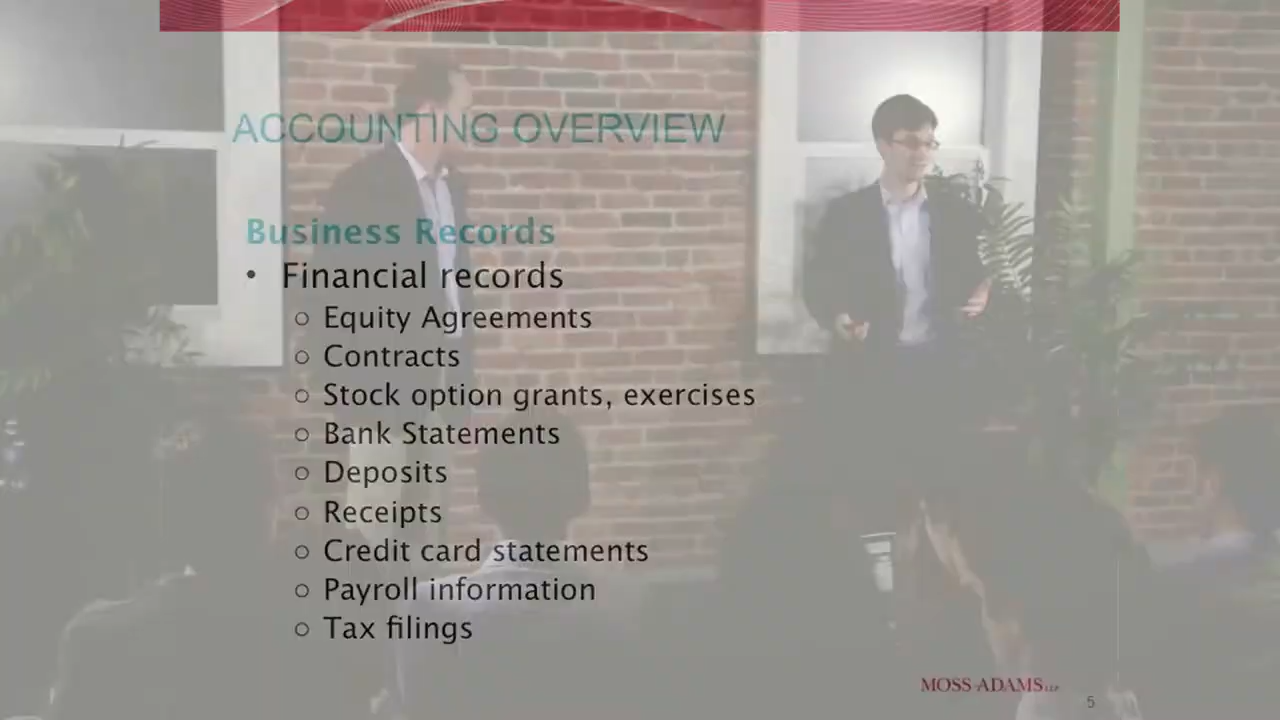 ACCOUNTING OVERVIEW
Business Records
• Financial records
○ Equity Agreements
○ Contracts
○ Stock option grants, exercises
○ Bank Statements
○ Deposits
○ Receipts
○ Credit card statements
○ Payroll information
○ Tax filings
MOSS ADAMS LLP
5